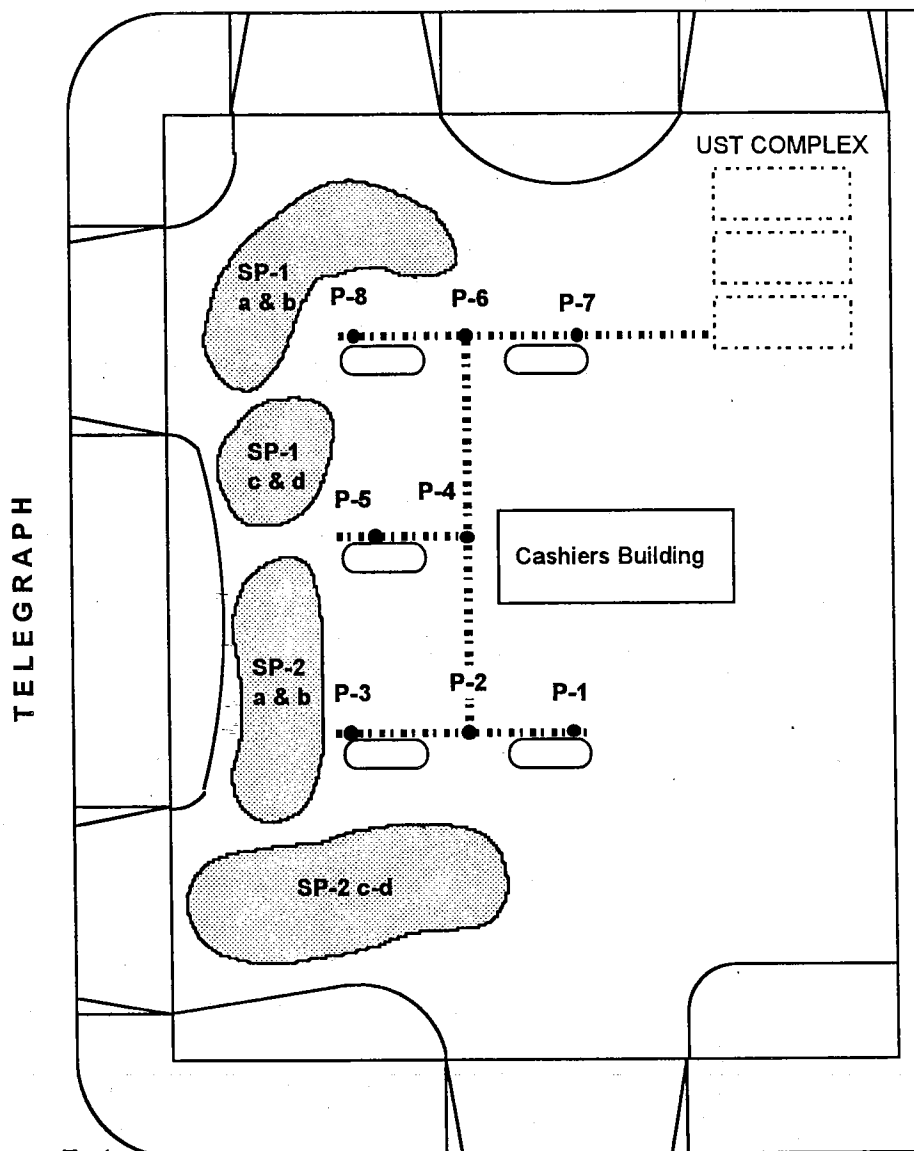 UST COMPLEX
SP-1
a & b
P-8
P-6
P-7
SP-1
c & d
P-5
P-4
Cashiers Building
TELEGRAPH
SP-2
a & b
P-3
P-2
P-1
SP-2 c-d